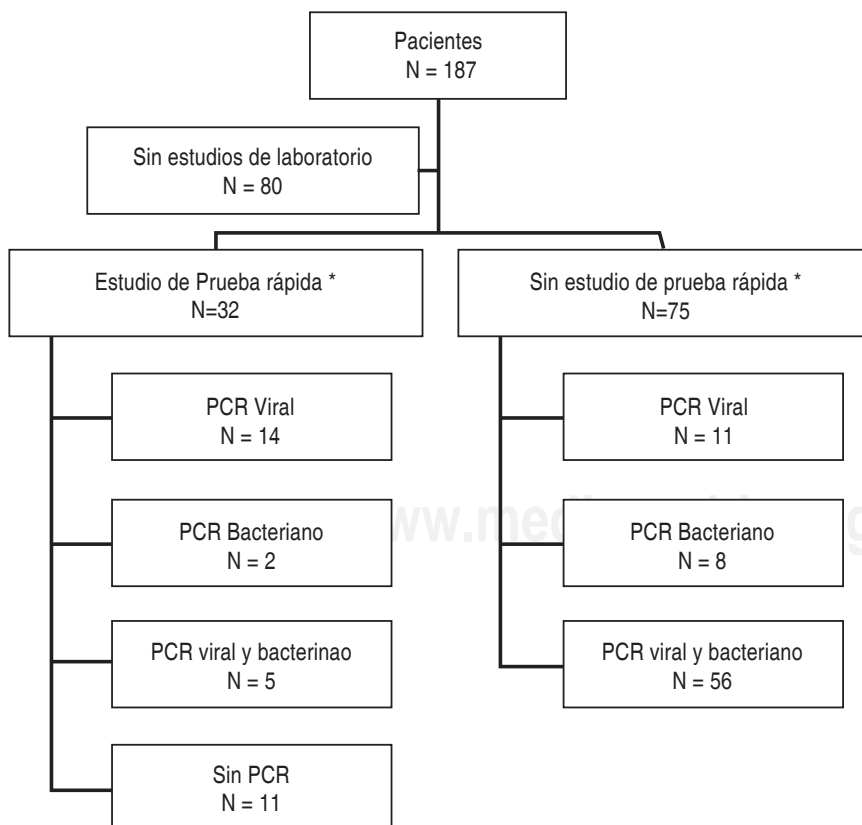 Pacientes
N = 187
Sin estudios de laboratorio
N = 80
Estudio de Prueba rápida *
N=32
Sin estudio de prueba rápida *
N=75
PCR Viral
N = 14
PCR Viral
N = 11
PCR Bacteriano
N = 2
PCR Bacteriano
N = 8
PCR viral y bacterinao
N = 5
PCR viral y bacteriano
N = 56
Sin PCR
N = 11